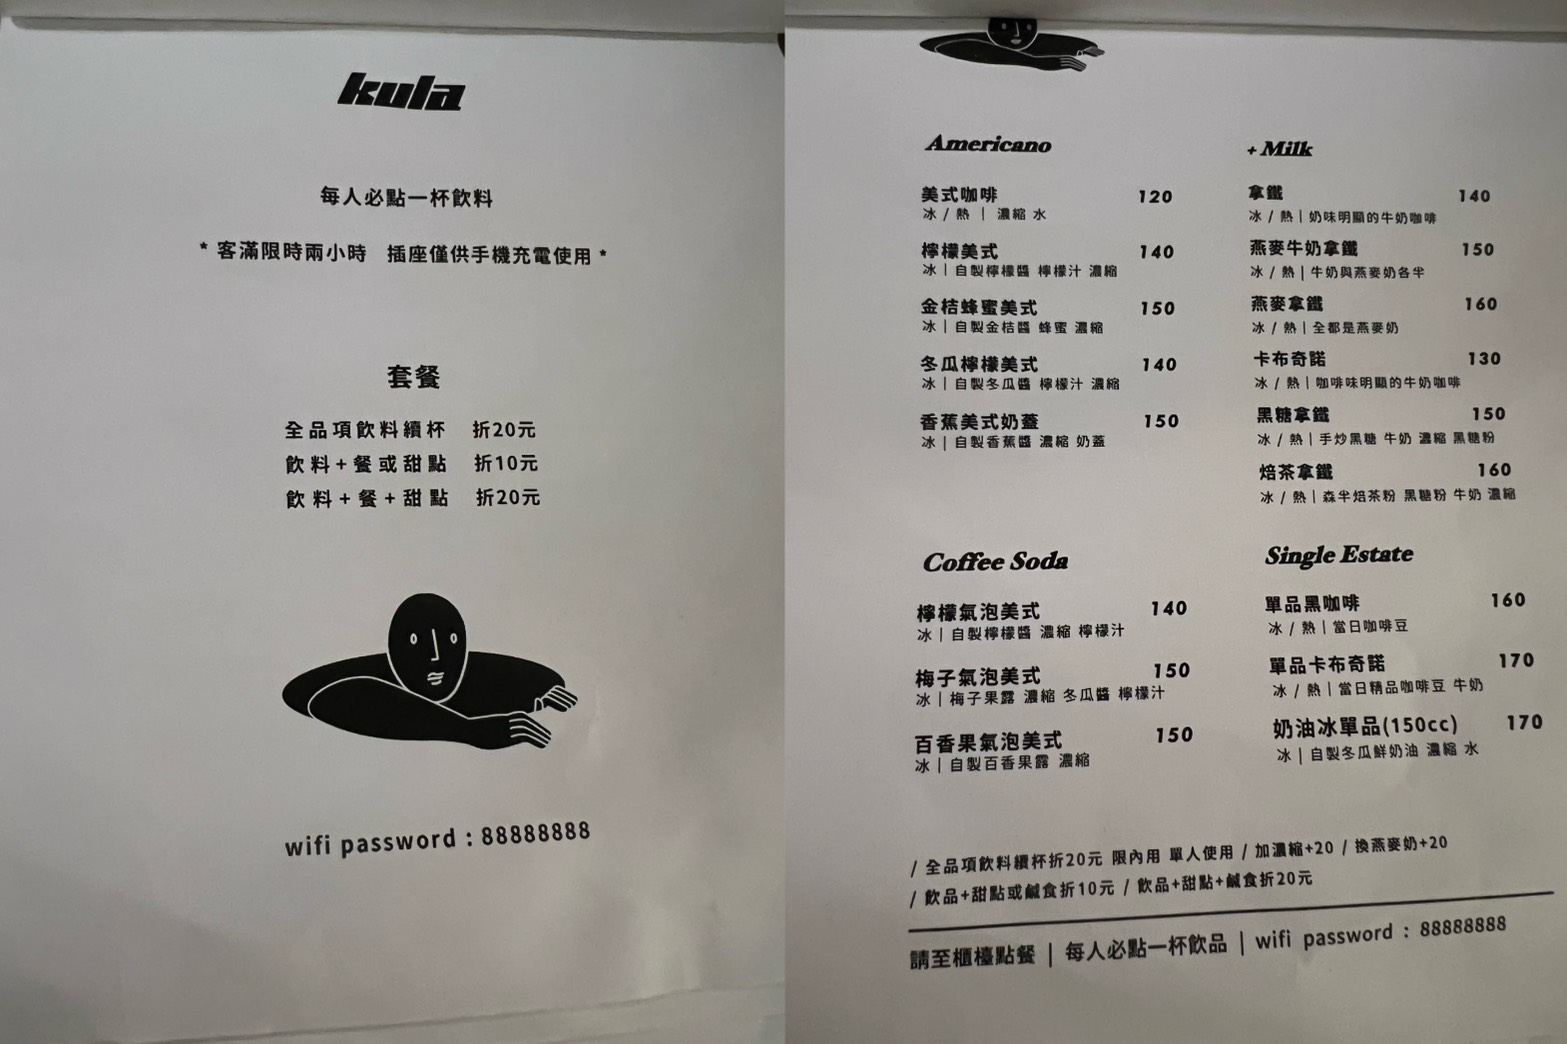 kula
每人必點一杯飲料
* 客滿限時兩小時 插座僅供手機充電使用 *
套餐
全品項飲料續杯 折20元
飲料+餐或甜點 折10元
飲料+餐+甜點 折20元
wifi password : 88888888
Americano
美式咖啡 120
冰 / 熱 | 濃縮 水
檸檬美式 140
冰 | 自製檸檬醬 檸檬汁 濃縮
金桔蜂蜜美式 150
冰 | 自製金桔醬 蜂蜜 濃縮
冬瓜檸檬美式 140
冰 | 自製冬瓜醬 檸檬汁 濃縮
香蕉美式奶蓋 150
冰 | 自製香蕉醬 濃縮 奶蓋
+ Milk
拿鐵 140
冰 / 熱 | 奶味明顯的牛奶咖啡
燕麥牛奶拿鐵 150
冰 / 熱 | 牛奶與燕麥奶各半
燕麥拿鐵 160
冰 / 熱 | 全都是燕麥奶
卡布奇諾 130
冰 / 熱 | 咖啡味明顯的牛奶咖啡
黑糖拿鐵 150
冰 / 熱 | 手炒黑糖 牛奶 濃縮 黑糖粉
焙茶拿鐵 160
冰 / 熱 | 森半焙茶粉 黑糖粉 牛奶 濃縮
Coffee Soda
檸檬氣泡美式 140
冰 | 自製檸檬醬 濃縮 檸檬汁
梅子氣泡美式 150
冰 | 梅子果露 濃縮 冬瓜醬 檸檬汁
百香果氣泡美式 150
冰 | 自製百香果露 濃縮
Single Estate
單品黑咖啡 160
冰 / 熱 | 當日咖啡豆
單品卡布奇諾 170
冰 / 熱 | 當日精品咖啡豆 牛奶
奶油冰單品(150cc) 170
冰 | 自製冬瓜鮮奶油 濃縮 水
/ 全品項飲料續杯折20元 限內用 單人使用 / 加濃縮+20 / 換燕麥奶+20
/ 飲品+甜點或鹹食折10元 / 飲品+甜點+鹹食折20元
請至櫃檯點餐 | 每人必點一杯飲品 | wifi password : 88888888